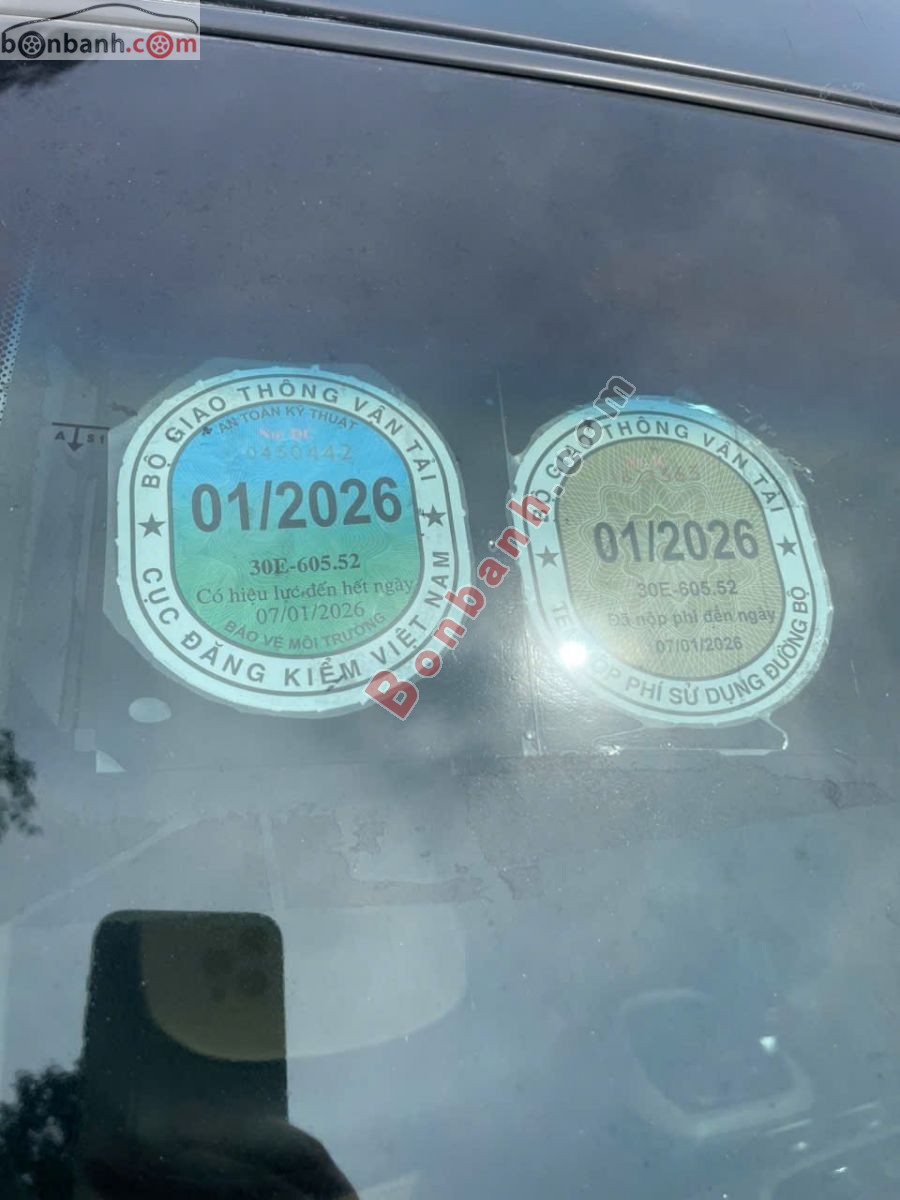 bonbanh.com
BỘ GIAO THÔNG VẬN TẢI
AN TOÀN KỸ THUẬT
0450442
01/2026
30E-605.52
Có hiệu lực đến hết ngày
07/01/2026
BẢO VỆ MÔI TRƯỜNG
CỤC ĐĂNG KIỂM VIỆT NAM
BỘ GIAO THÔNG VẬN TẢI
01/2026
30E-605.52
Đã nộp phí đến ngày
07/01/2026
PHÍ SỬ DỤNG ĐƯỜNG BỘ
Bonbanh.com
A S1